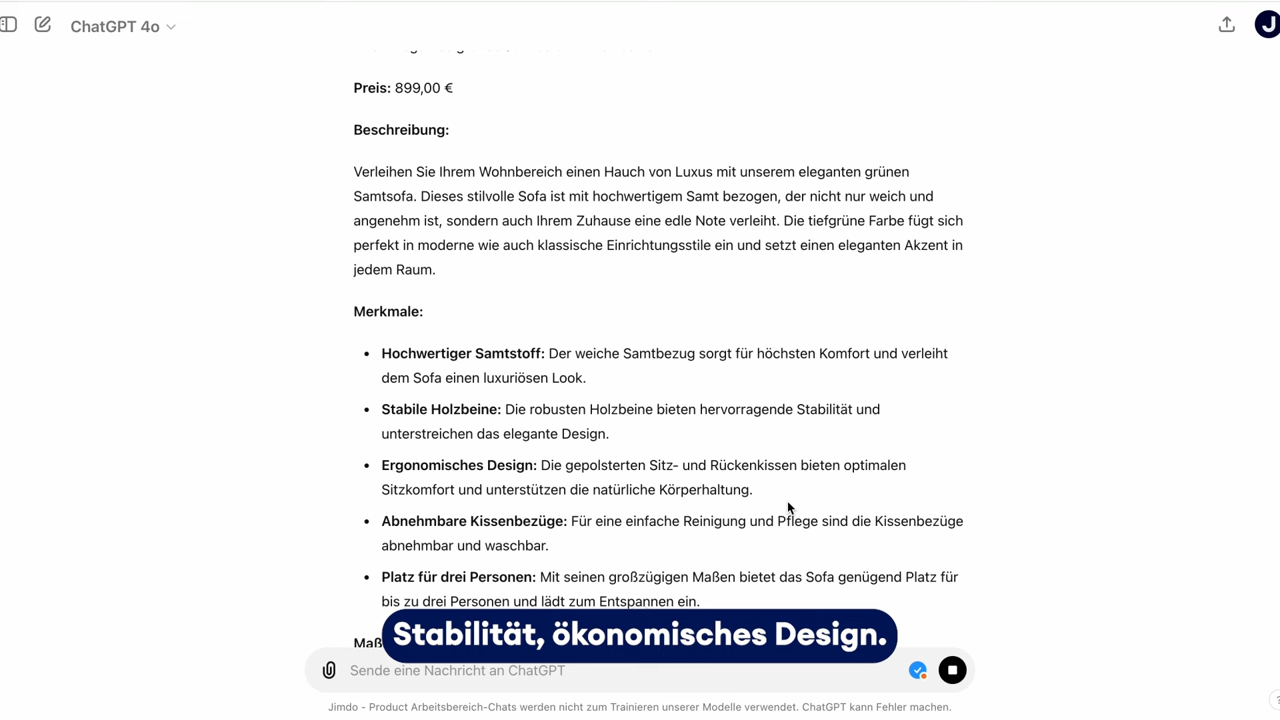 ChatGPT 4o
J
Preis: 899,00 €
Beschreibung:
Verleihen Sie Ihrem Wohnbereich einen Hauch von Luxus mit unserem eleganten grünen
Samtsofa. Dieses stilvolle Sofa ist mit hochwertigem Samt bezogen, der nicht nur weich und
angenehm ist, sondern auch Ihrem Zuhause eine edle Note verleiht. Die tiefgrüne Farbe fügt sich
perfekt in moderne wie auch klassische Einrichtungsstile ein und setzt einen eleganten Akzent in
jedem Raum.
Merkmale:
• Hochwertiger Samtstoff: Der weiche Samtbezug sorgt für höchsten Komfort und verleiht
dem Sofa einen luxuriösen Look.
• Stabile Holzbeine: Die robusten Holzbeine bieten hervorragende Stabilität und
unterstreichen das elegante Design.
• Ergonomisches Design: Die gepolsterten Sitz- und Rückenkissen bieten optimalen
Sitzkomfort und unterstützen die natürliche Körperhaltung.
• Abnehmbare Kissenbezüge: Für eine einfache Reinigung und Pflege sind die Kissenbezüge
abnehmbar und waschbar.
• Platz für drei Personen: Mit seinen großzügigen Maßen bietet das Sofa genügend Platz für
bis zu drei Personen und lädt zum Entspannen ein.
Stabilität, ökonomisches Design.
Sende eine Nachricht an ChatGPT
Jimdo - Product Arbeitsbereich-Chats werden nicht zum Trainieren unserer Modelle verwendet. ChatGPT kann Fehler machen.
?